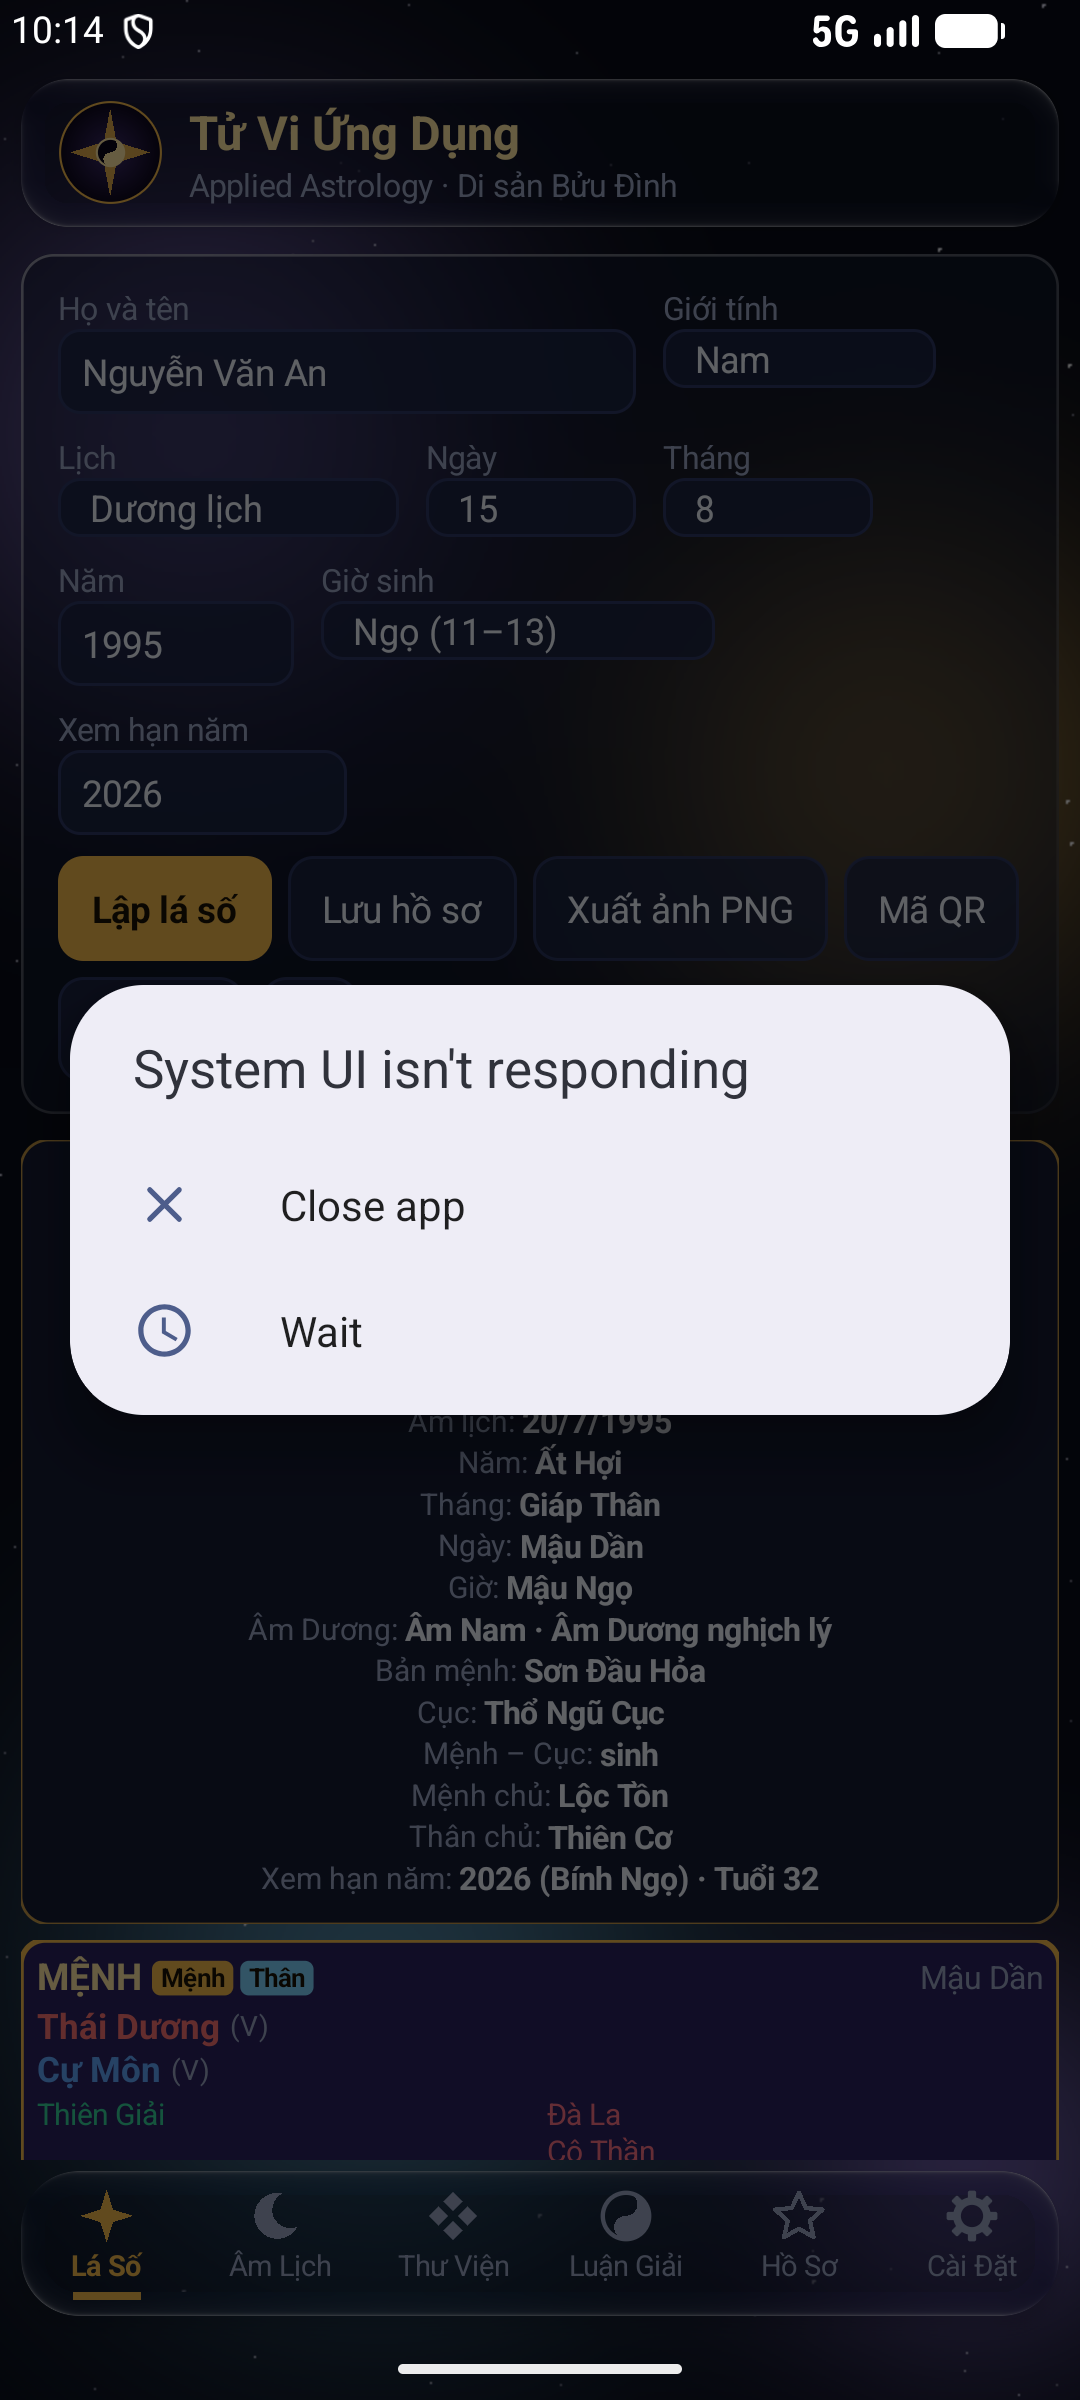 10:14
5G
Tử Vi Ứng Dụng
Applied Astrology · Di sản Bửu Đình
Họ và tên
Giới tính
Nguyễn Văn An
Nam
Lịch
Ngày
Tháng
Dương lịch
15
8
Năm
Giờ sinh
1995
Ngọ (11–13)
Xem hạn năm
2026
Lập lá số
Lưu hồ sơ
Xuất ảnh PNG
Mã QR
System UI isn't responding
Close app
Wait
Âm lịch: 20/7/1995
Năm: Ất Hợi
Tháng: Giáp Thân
Ngày: Mậu Dần
Giờ: Mậu Ngọ
Âm Dương: Âm Nam · Âm Dương nghịch lý
Bản mệnh: Sơn Đầu Hỏa
Cục: Thổ Ngũ Cục
Mệnh – Cục: sinh
Mệnh chủ: Lộc Tồn
Thân chủ: Thiên Cơ
Xem hạn năm: 2026 (Bính Ngọ) · Tuổi 32
MỆNH Mệnh Thân Mậu Dần
Thái Dương (V)
Cự Môn (V)
Thiên Giải
Đà La
Cô Thần
Lá Số
Âm Lịch
Thư Viện
Luận Giải
Hồ Sơ
Cài Đặt